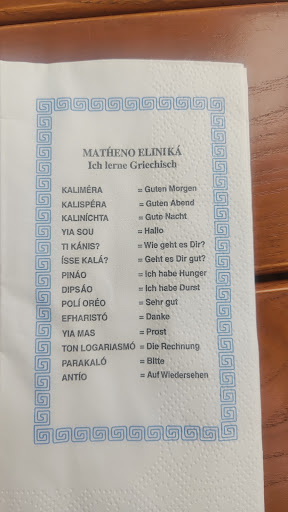 MATHENO ELINIKÁ
Ich lerne Griechisch
KALIMÉRA = Guten Morgen
KALISPÉRA = Guten Abend
KALINÍCHTA = Gute Nacht
YIA SOU = Hallo
TI KÁNIS? = Wie geht es Dir?
ÍSSE KALÁ? = Geht es Dir gut?
PINÁO = Ich habe Hunger
DIPSÁO = Ich habe Durst
POLÍ ORÉO = Sehr gut
EFHARISTÓ = Danke
YIA MAS = Prost
TON LOGARIASMÓ = Die Rechnung
PARAKALÓ = Bitte
ANTÍO = Auf Wiedersehen